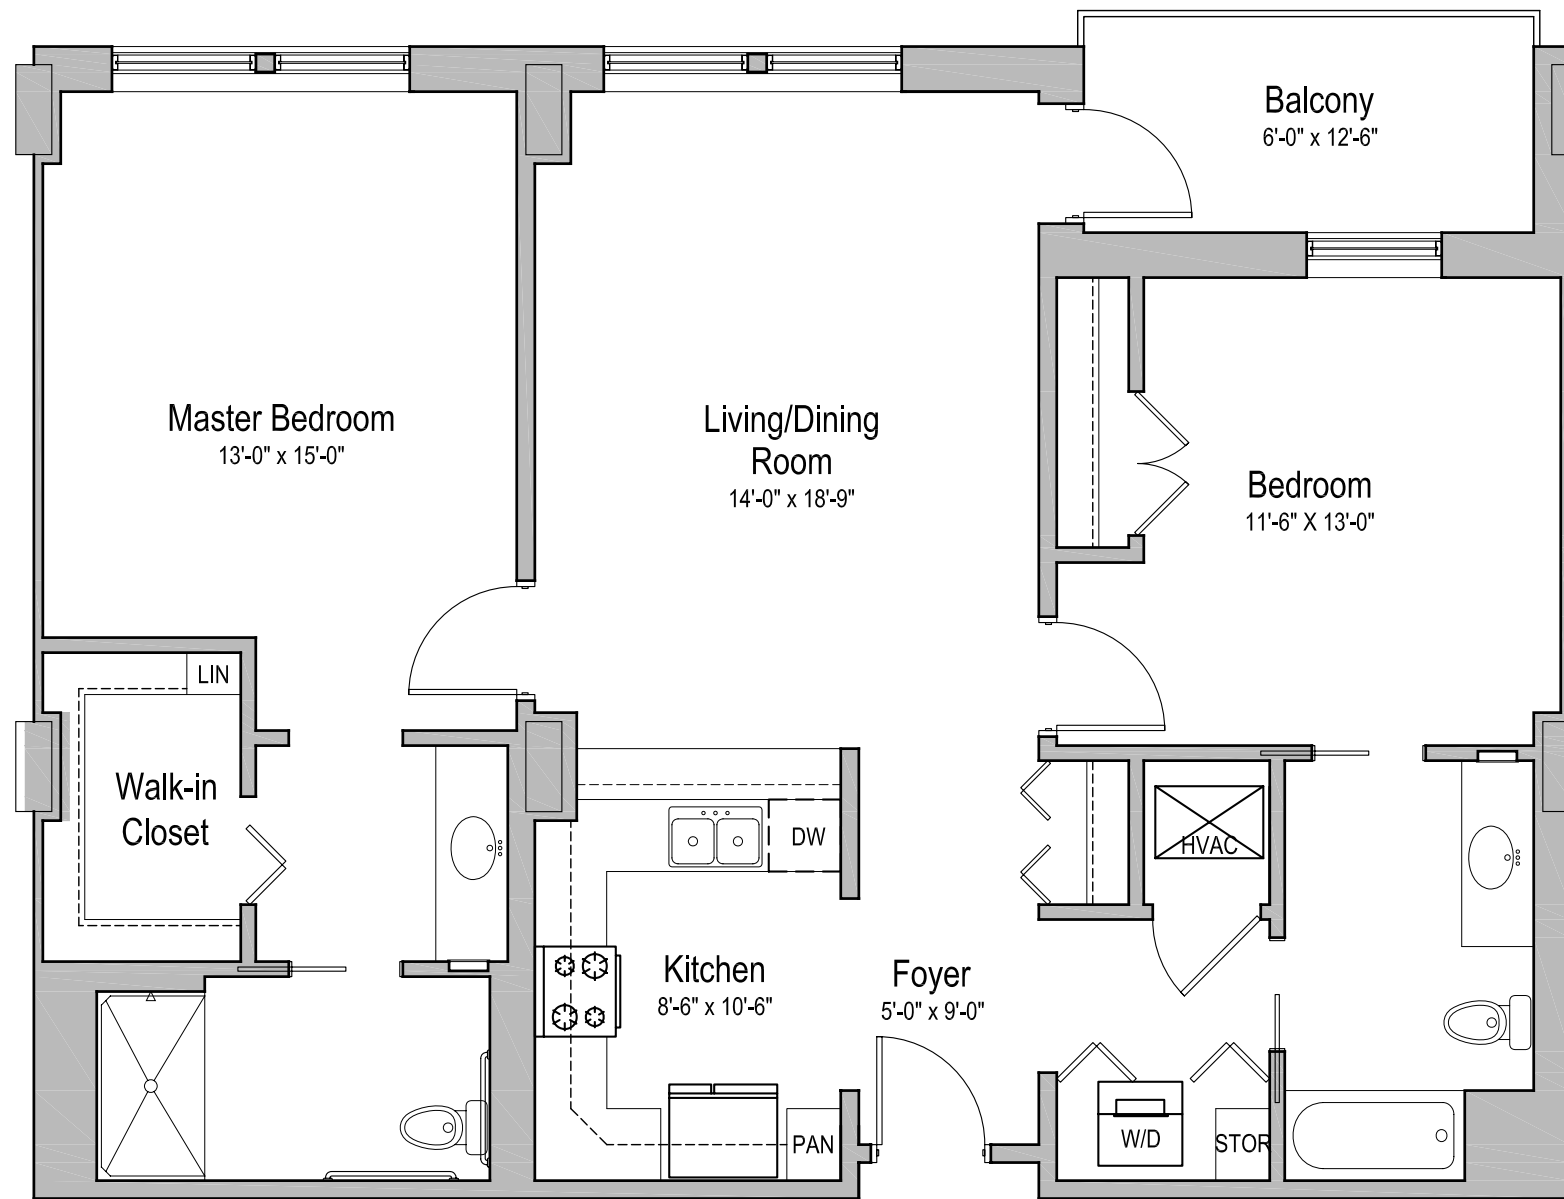 Balcony
6'-0" x 12'-6"
Master Bedroom
13'-0" x 15'-0"
Living/Dining
Room
14'-0" x 18'-9"
Bedroom
11'-6" X 13'-0"
LIN
Walk-in
Closet
DW
HVAC
Kitchen
8'-6" x 10'-6"
Foyer
5'-0" x 9'-0"
PAN
W/D
STOR